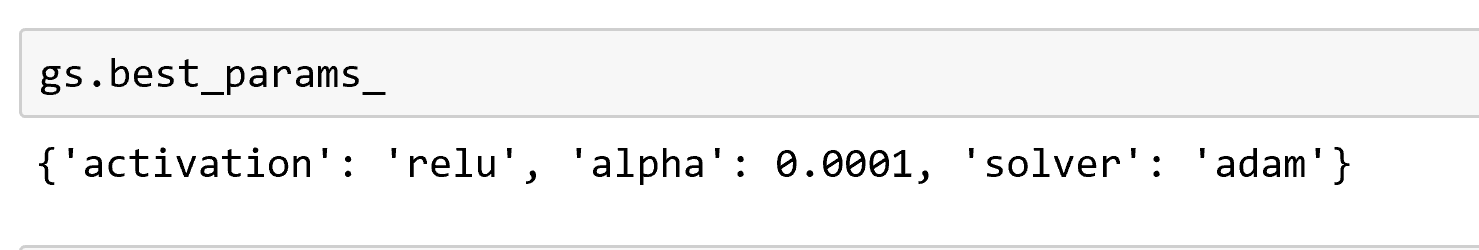 gs.best_params_
{'activation': 'relu', 'alpha': 0.0001, 'solver': 'adam'}